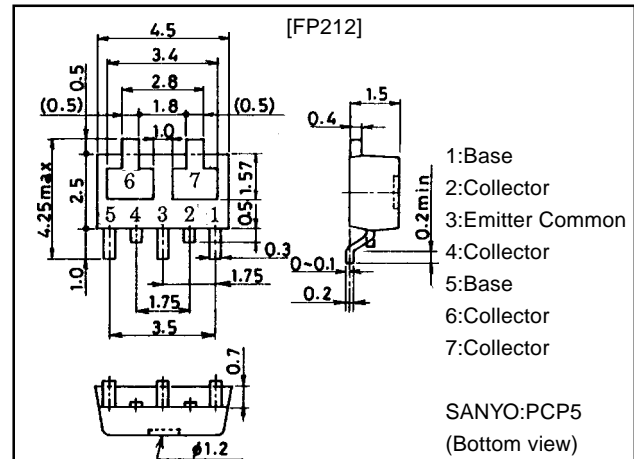 [FP212]
4.5
3.4
2.8
(0.5) 1.8 (0.5)
1.0
0.5
4.25max
2.5
1.0
6 7
5 4 3 2 1
1.57
0.5
0.3
1.75
1.75
3.5
0.7
ø1.2
1.5
0.4
0.2min
0~0.1
0.2
1:Base
2:Collector
3:Emitter Common
4:Collector
5:Base
6:Collector
7:Collector
SANYO:PCP5
(Bottom view)